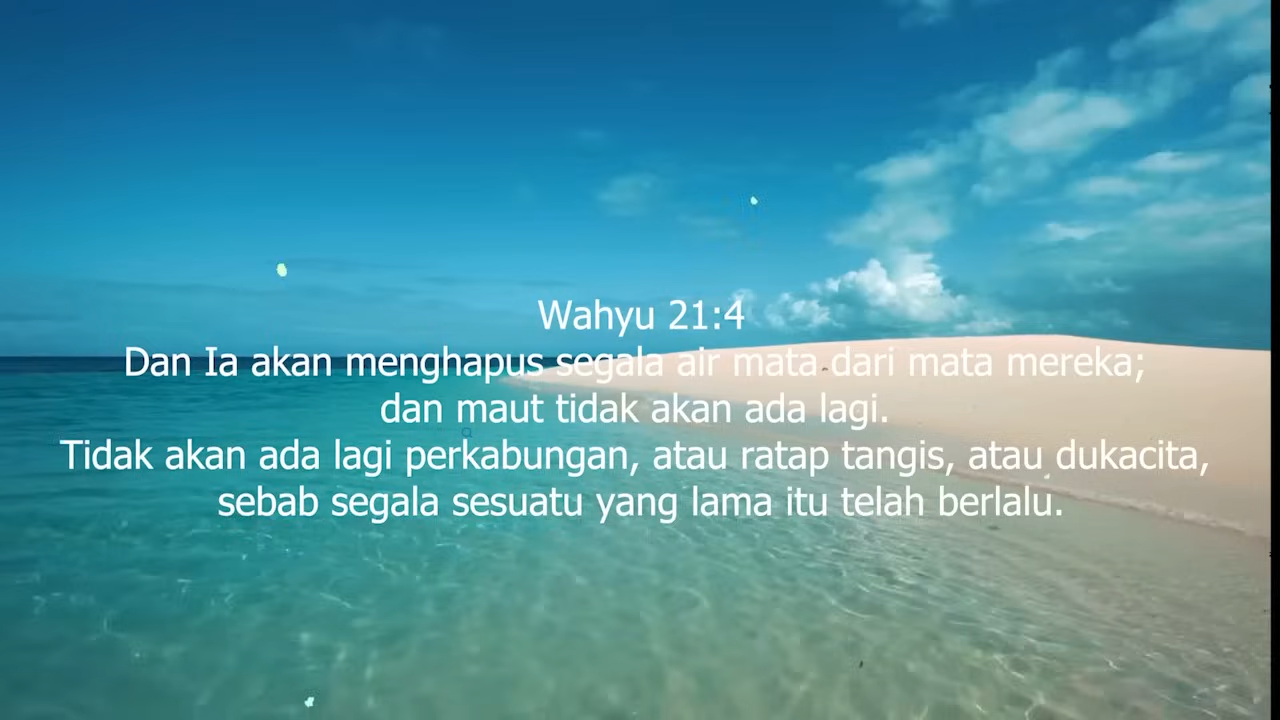 Wahyu 21:4
Dan Ia akan menghapus segala air mata dari mata mereka;
dan maut tidak akan ada lagi.
Tidak akan ada lagi perkabungan, atau ratap tangis, atau dukacita,
sebab segala sesuatu yang lama itu telah berlalu.